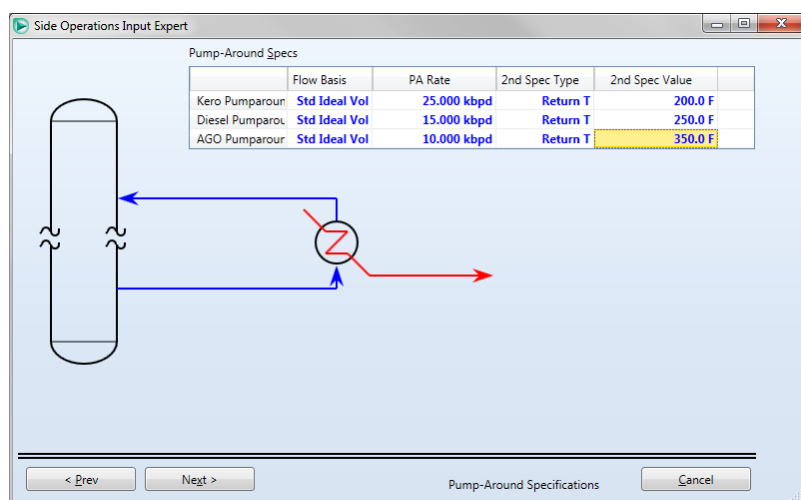 Side Operations Input Expert
Pump-Around Specs
Flow Basis PA Rate 2nd Spec Type 2nd Spec Value
Kero Pumparoun Std Ideal Vol 25.000 kbpd Return T 200.0 F
Diesel Pumparou Std Ideal Vol 15.000 kbpd Return T 250.0 F
AGO Pumparour Std Ideal Vol 10.000 kbpd Return T 350.0 F
< Prev Next > Pump-Around Specifications Cancel